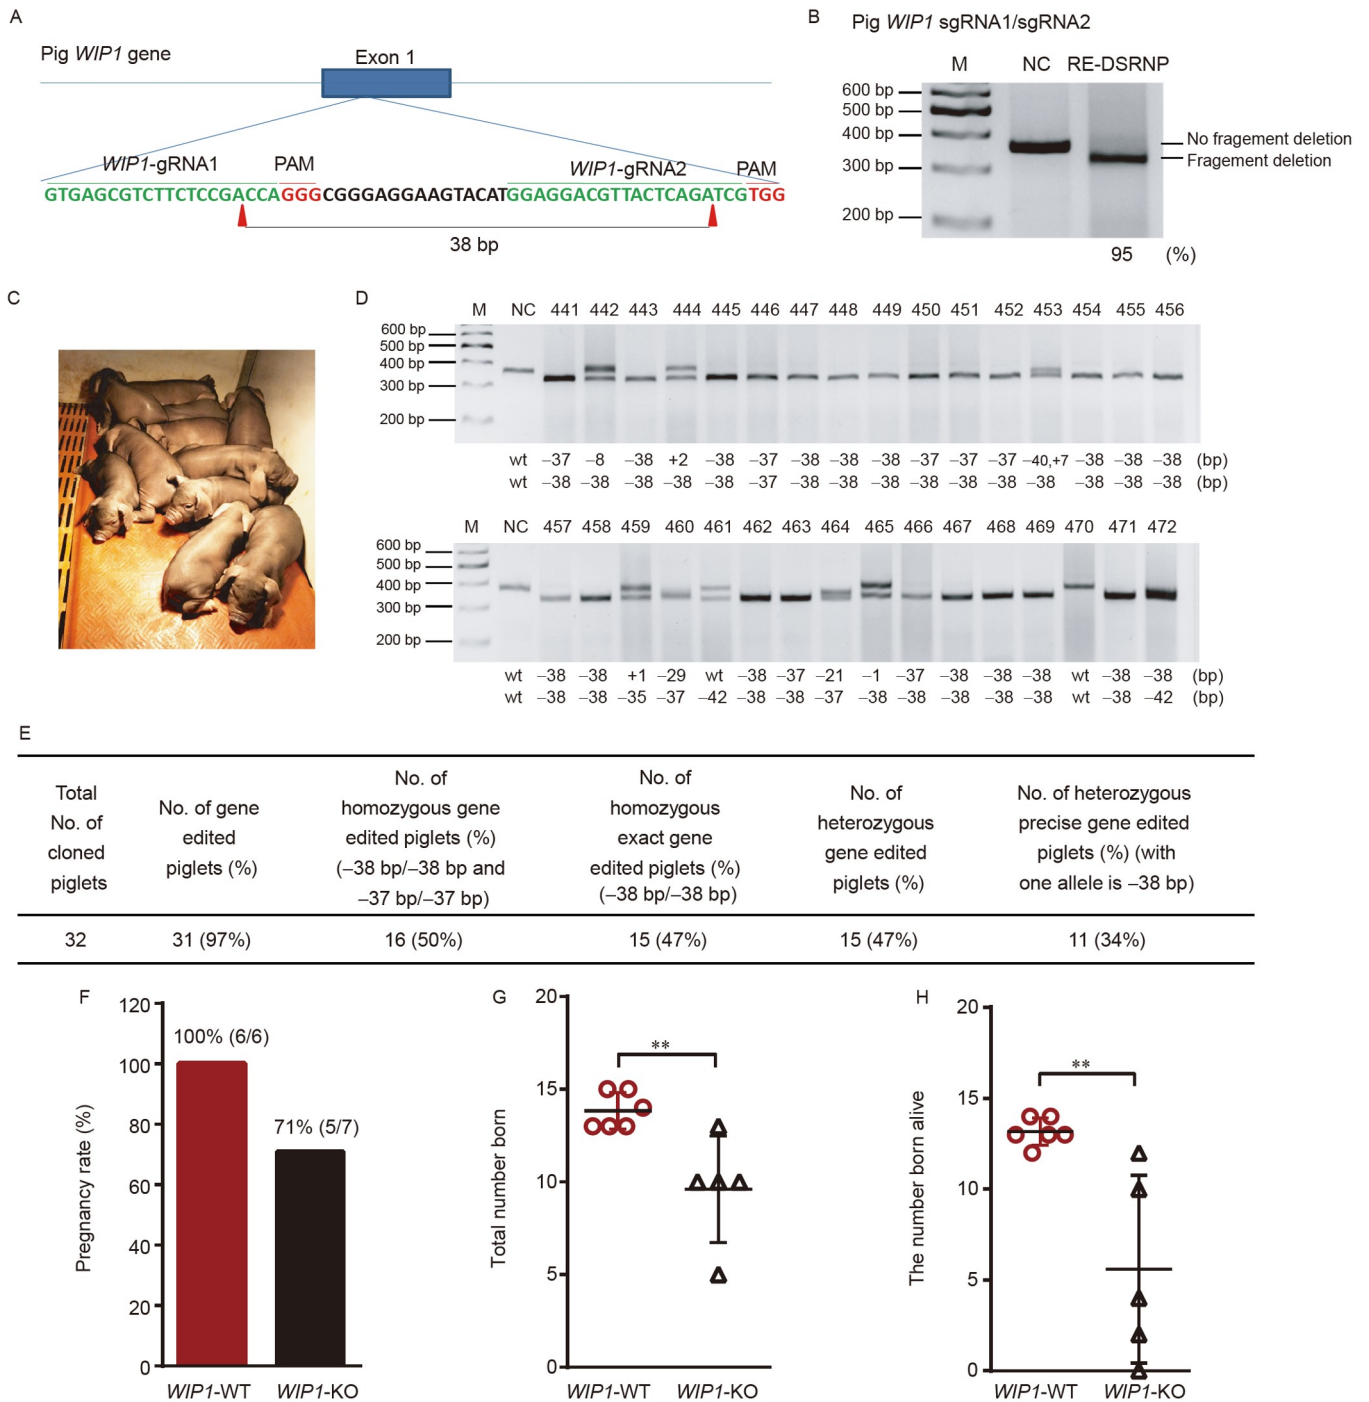 A
Pig WIP1 gene
Exon 1
WIP1-gRNA1 PAM WIP1-gRNA2 PAM
GTGAGCGTCTTCTCCGACCAGGGCGGGAGGAAGTACATGGAGGACGTTACTCAGATCGTGG
38 bp
B
Pig WIP1 sgRNA1/sgRNA2
M NC RE-DSRNP
600 bp
500 bp
400 bp
300 bp
200 bp
No fragement deletion
Fragement deletion
95 (%)
C
D
M NC 441 442 443 444 445 446 447 448 449 450 451 452 453 454 455 456
600 bp
500 bp
400 bp
300 bp
200 bp
wt −37 −8 −38 +2 −38 −37 −38 −38 −38 −37 −37 −37 −40,+7 −38 −38 −38 (bp)
wt −38 −38 −38 −38 −38 −37 −38 −38 −38 −38 −38 −38 −38 −38 −38 −38 (bp)
M NC 457 458 459 460 461 462 463 464 465 466 467 468 469 470 471 472
600 bp
500 bp
400 bp
300 bp
200 bp
wt −38 −38 +1 −29 wt −38 −37 −21 −1 −37 −38 −38 −38 wt −38 −38 (bp)
wt −38 −38 −35 −37 −42 −38 −38 −37 −38 −38 −38 −38 −38 wt −38 −42 (bp)
E
Total
No. of
cloned
piglets
No. of gene
edited
piglets (%)
No. of
homozygous gene
edited piglets (%)
(−38 bp/−38 bp and
−37 bp/−37 bp)
No. of
homozygous
exact gene
edited piglets (%)
(−38 bp/−38 bp)
No. of
heterozygous
gene edited
piglets (%)
No. of heterozygous
precise gene edited
piglets (%) (with
one allele is −38 bp)
32 31 (97%) 16 (50%) 15 (47%) 15 (47%) 11 (34%)
F
Pregnancy rate (%)
120
100
80
60
40
20
0
100% (6/6)
71% (5/7)
WIP1-WT WIP1-KO
G
Total number born
20
15
10
5
0
**
WIP1-WT WIP1-KO
H
The number born alive
20
15
10
5
0
**
WIP1-WT WIP1-KO